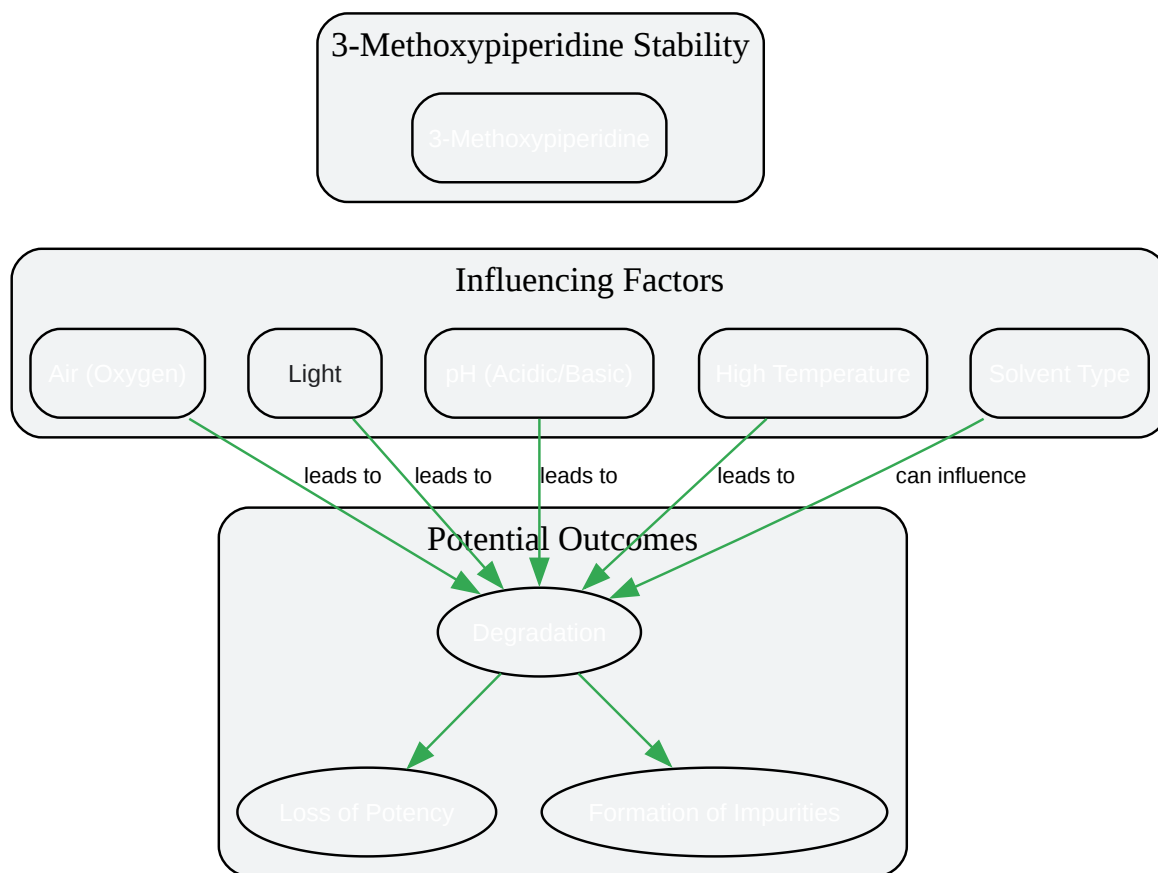 3-Methoxypiperidine Stability
3-Methoxypiperidine
Influencing Factors
Air (Oxygen)
Light
pH (Acidic/Basic)
High Temperature
Solvent Type
leads to
leads to
leads to
leads to
can influence
Potential Outcomes
Degradation
Loss of Potency
Formation of Impurities